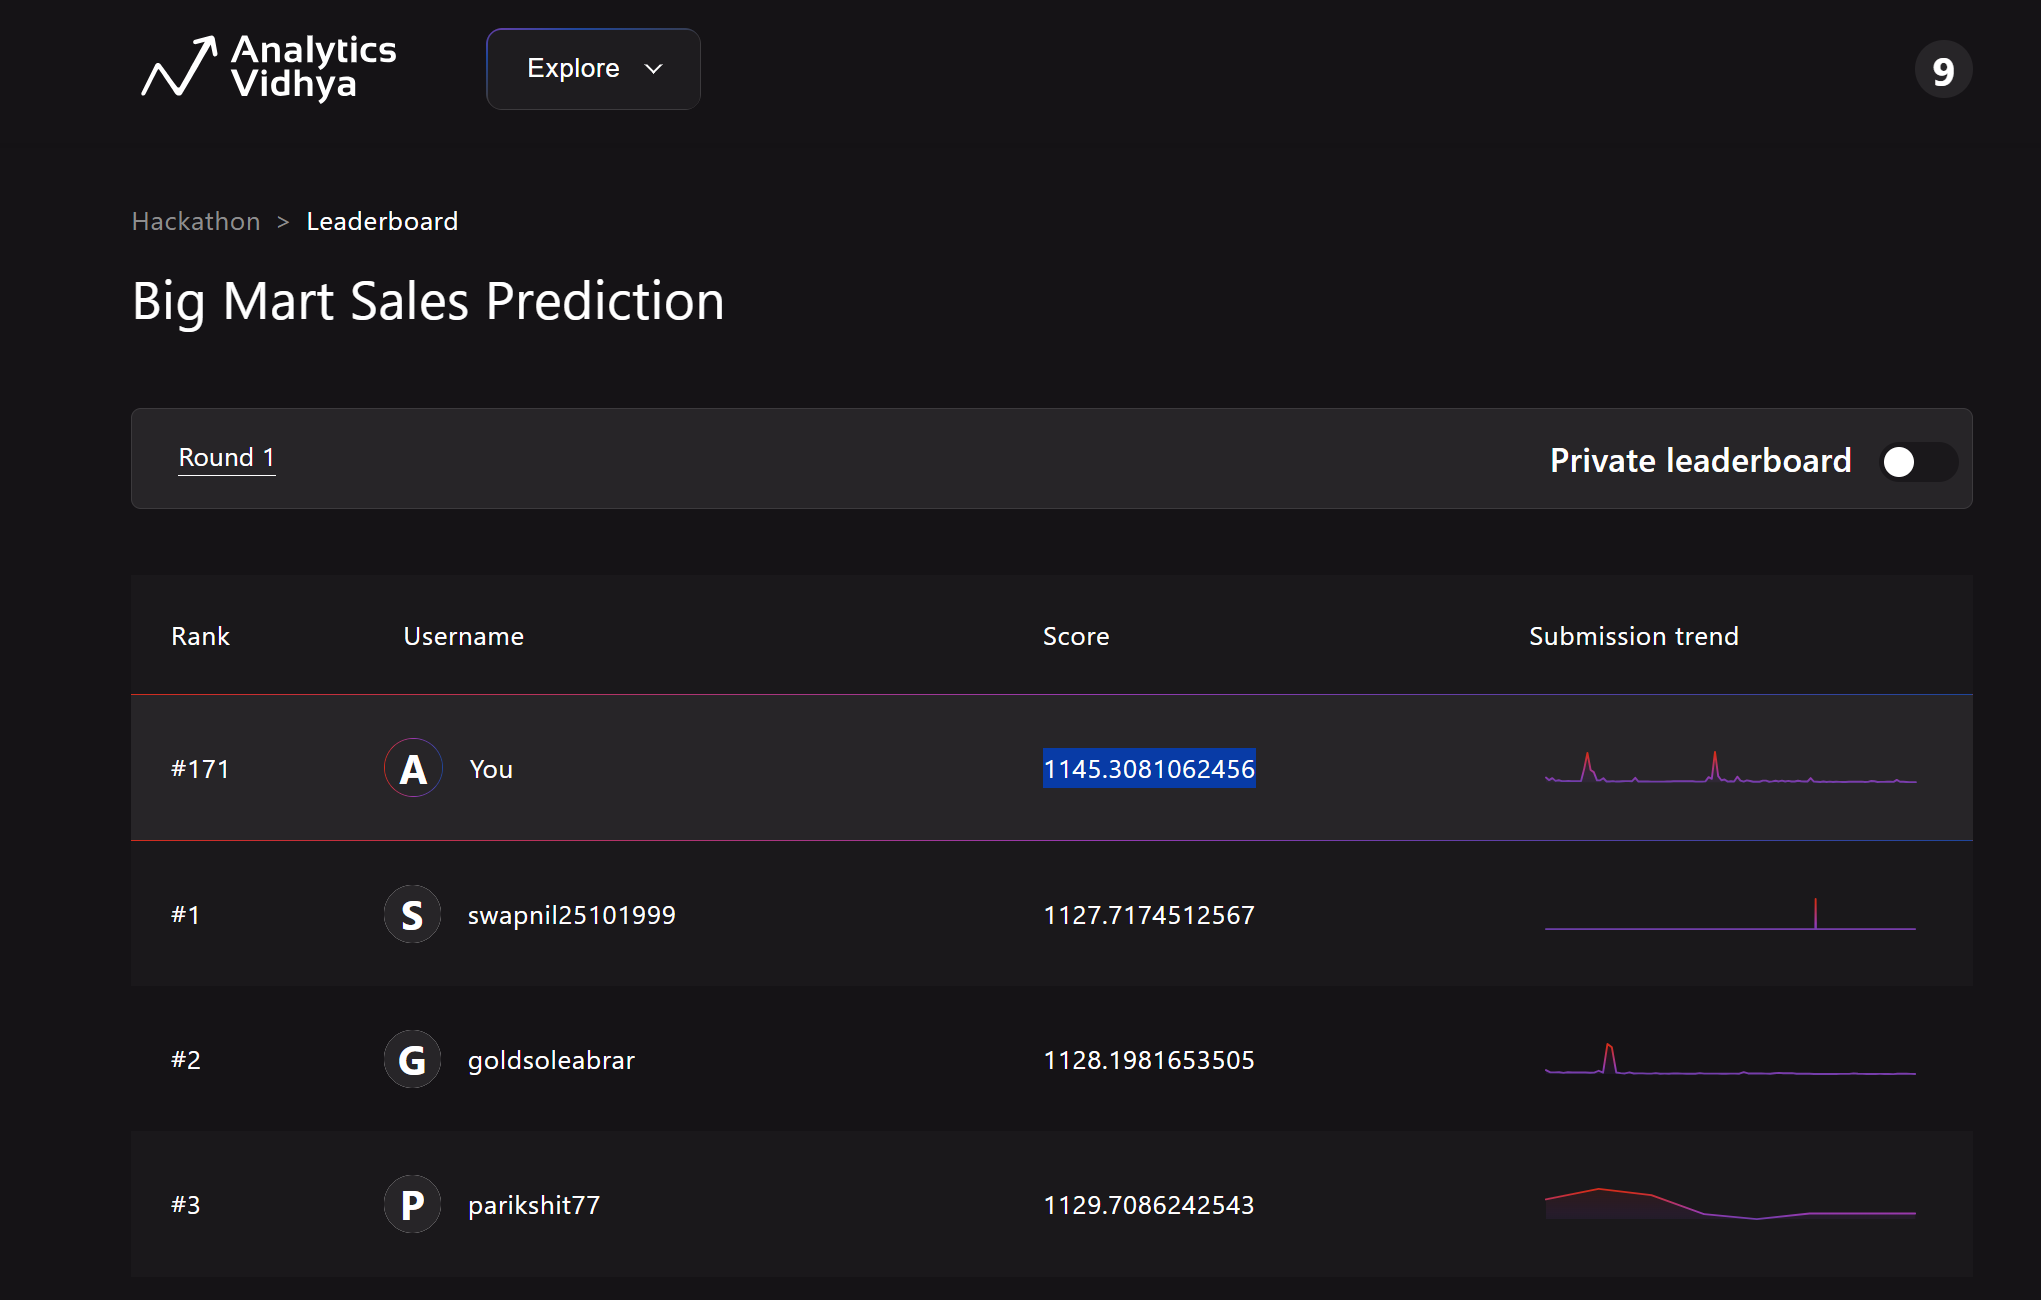 Analytics
Vidhya
Explore
9
Hackathon > Leaderboard
Big Mart Sales Prediction
Round 1
Private leaderboard
Rank Username Score Submission trend
#171 A You 1145.3081062456
#1 S swapnil25101999 1127.7174512567
#2 G goldsoleabrar 1128.1981653505
#3 P parikshit77 1129.7086242543